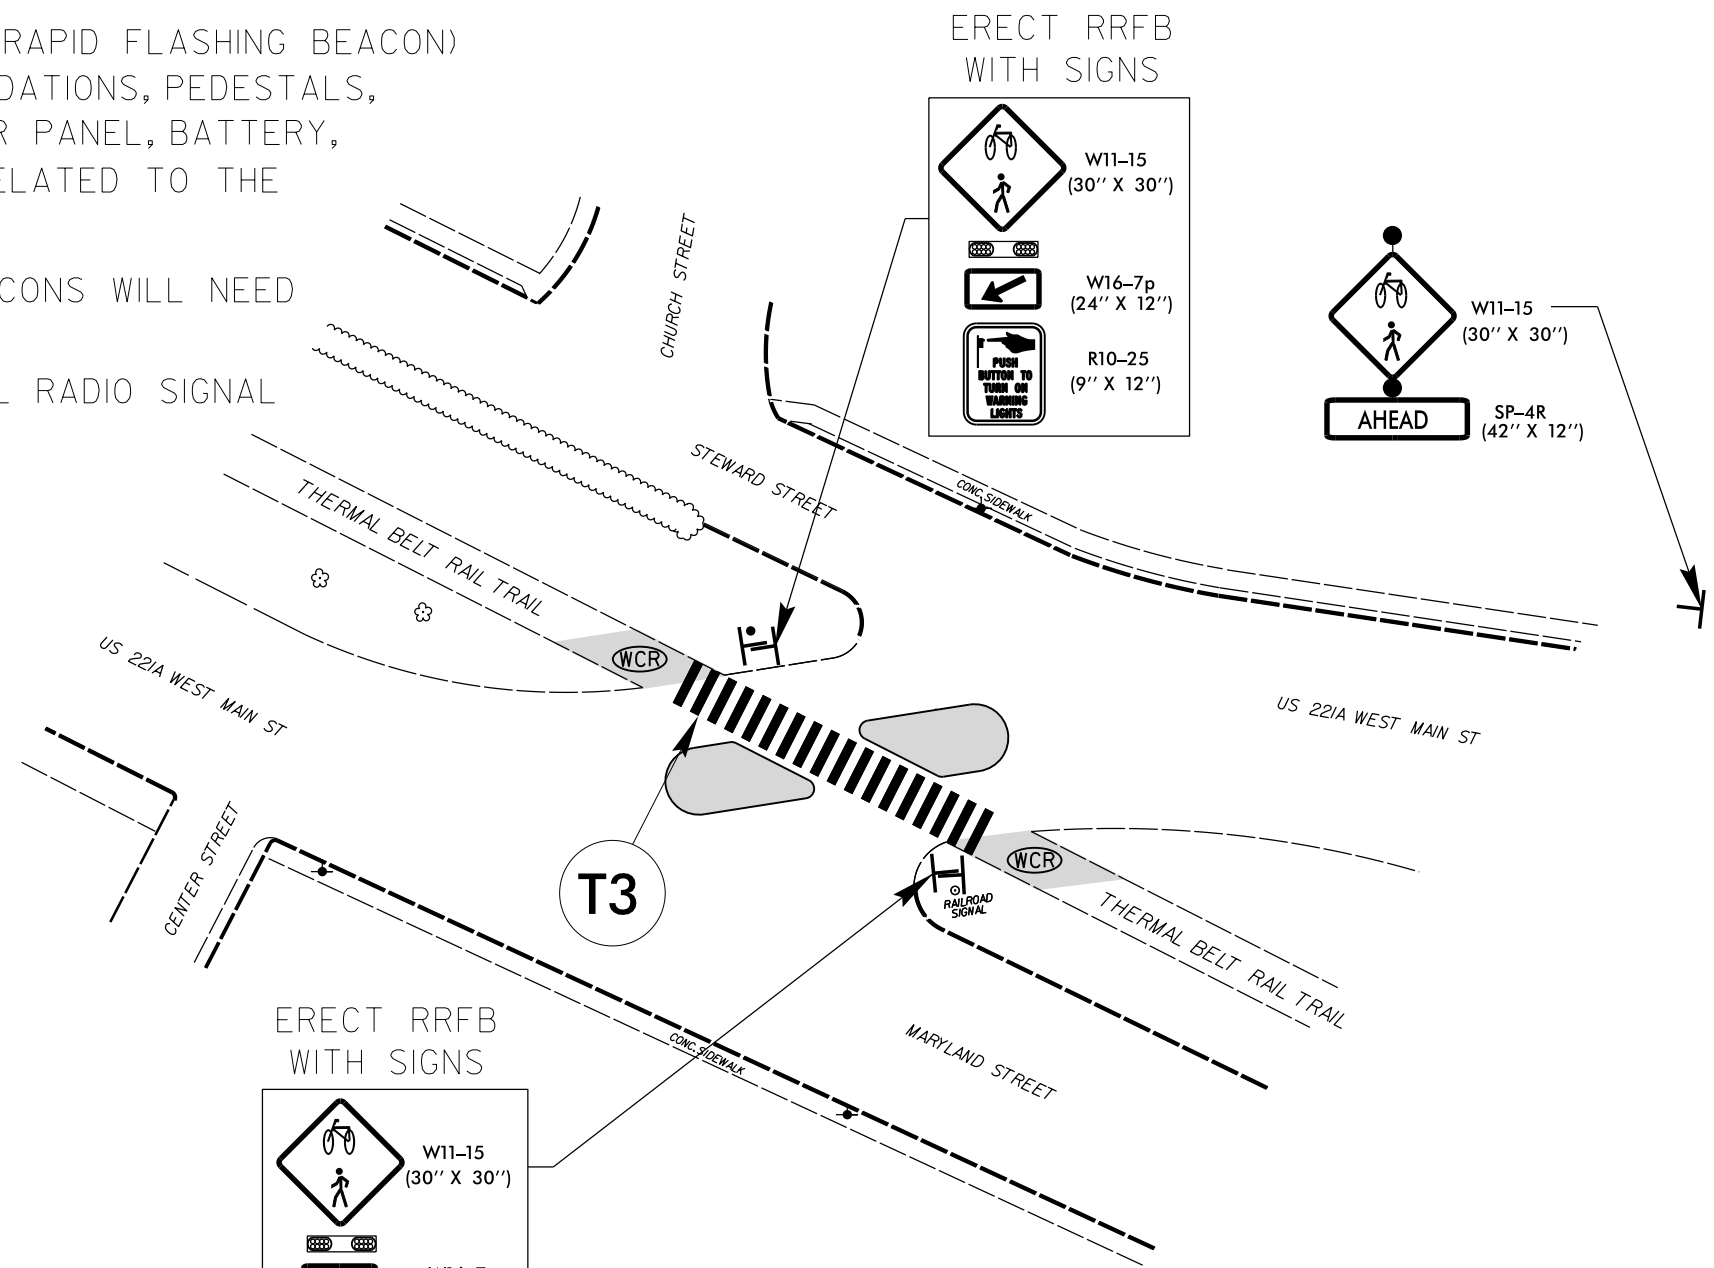 RAPID FLASHING BEACON)
DATIONS, PEDESTALS,
R PANEL, BATTERY,
ELATED TO THE
CONS WILL NEED
L RADIO SIGNAL
ERECT RRFB
WITH SIGNS
W11-15
(30'' X 30'')
W16-7p
(24'' X 12'')
PUSH
BUTTON TO
TURN ON
WARNING
LIGHTS
R10-25
(9'' X 12'')
W11-15
(30'' X 30'')
AHEAD
SP-4R
(42'' X 12'')
CHURCH STREET
STEWARD STREET
CONC. SIDEWALK
THERMAL BELT RAIL TRAIL
WCR
US 221A WEST MAIN ST
US 221A WEST MAIN ST
CENTER STREET
T3
WCR
RAILROAD
SIGNAL
THERMAL BELT RAIL TRAIL
MARYLAND STREET
CONC. SIDEWALK
ERECT RRFB
WITH SIGNS
W11-15
(30'' X 30'')